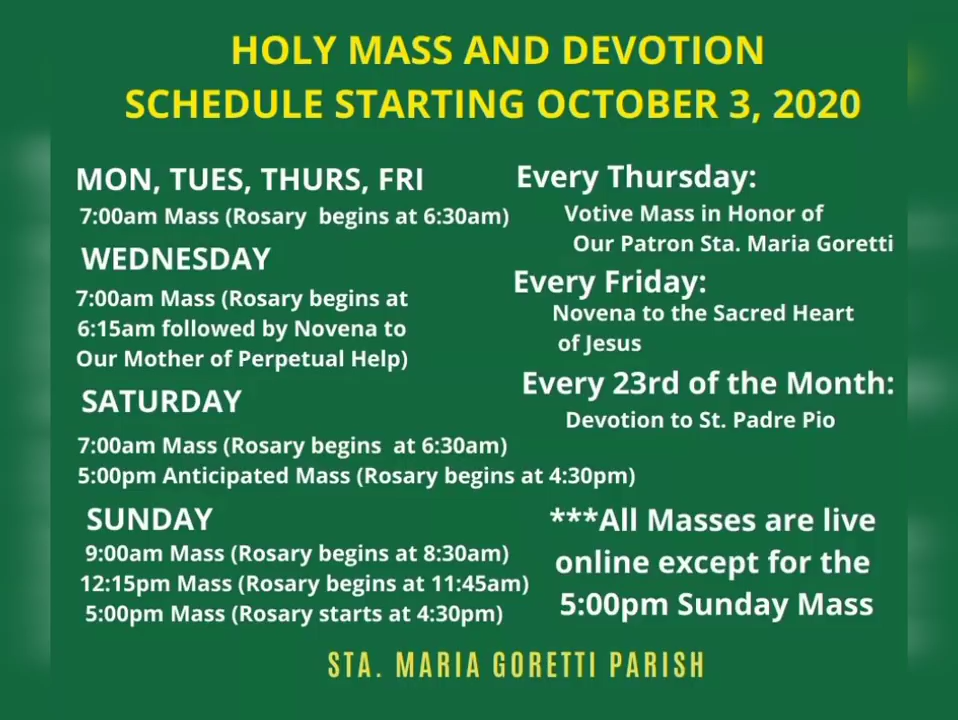 HOLY MASS AND DEVOTION
SCHEDULE STARTING OCTOBER 3, 2020
MON, TUES, THURS, FRI
7:00am Mass (Rosary begins at 6:30am)
WEDNESDAY
7:00am Mass (Rosary begins at
6:15am followed by Novena to
Our Mother of Perpetual Help)
SATURDAY
7:00am Mass (Rosary begins at 6:30am)
5:00pm Anticipated Mass (Rosary begins at 4:30pm)
SUNDAY
9:00am Mass (Rosary begins at 8:30am)
12:15pm Mass (Rosary begins at 11:45am)
5:00pm Mass (Rosary starts at 4:30pm)
Every Thursday:
Votive Mass in Honor of
Our Patron Sta. Maria Goretti
Every Friday:
Novena to the Sacred Heart
of Jesus
Every 23rd of the Month:
Devotion to St. Padre Pio
***All Masses are live
online except for the
5:00pm Sunday Mass
STA. MARIA GORETTI PARISH